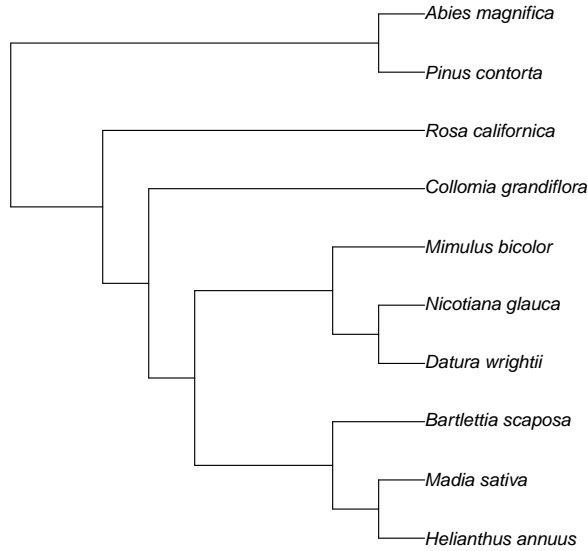 Abies magnifica
Pinus contorta
Rosa californica
Collomia grandiflora
Mimulus bicolor
Nicotiana glauca
Datura wrightii
Bartlettia scaposa
Madia sativa
Helianthus annuus